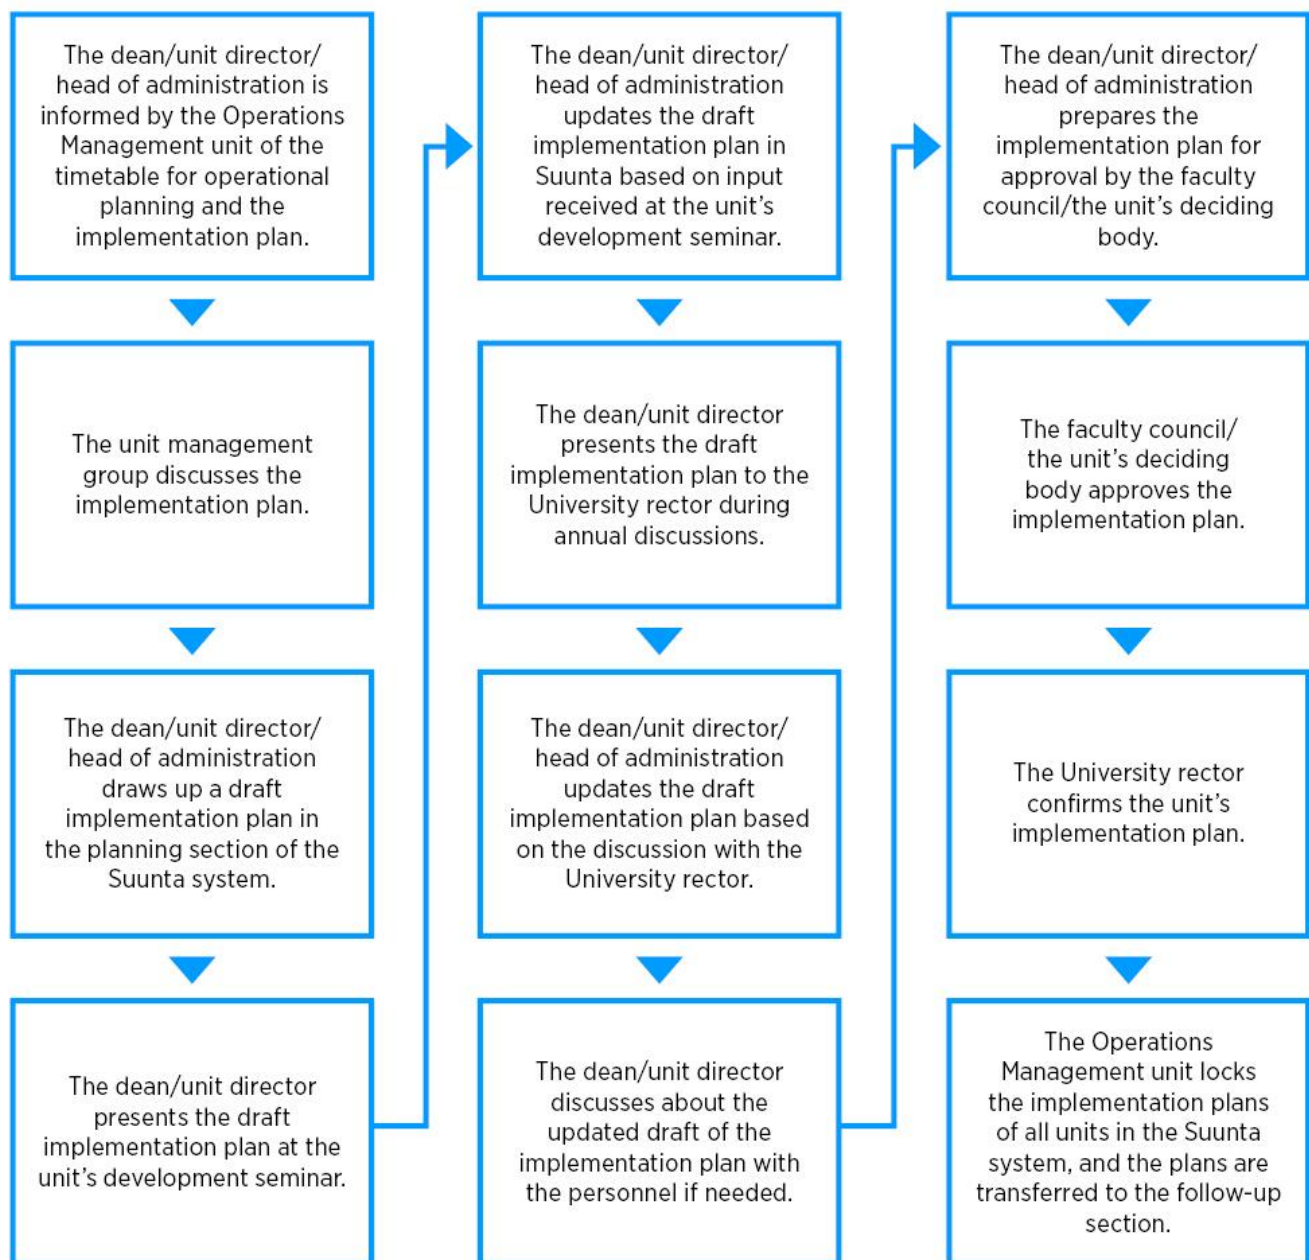 The dean/unit director/
head of administration is
informed by the Operations
Management unit of the
timetable for operational
planning and the
implementation plan.
The unit management
group discusses the
implementation plan.
The dean/unit director/
head of administration
draws up a draft
implementation plan in
the planning section of the
Suunta system.
The dean/unit director
presents the draft
implementation plan at the
unit's development seminar.
The dean/unit director/
head of administration
updates the draft
implementation plan in
Suunta based on input
received at the unit's
development seminar.
The dean/unit director
presents the draft
implementation plan to the
University rector during
annual discussions.
The dean/unit director/
head of administration
updates the draft
implementation plan based
on the discussion with the
University rector.
The dean/unit director
discusses about the
updated draft of the
implementation plan with
the personnel if needed.
The dean/unit director/
head of administration
prepares the
implementation plan for
approval by the faculty
council/the unit's deciding
body.
The faculty council/
the unit's deciding
body approves the
implementation plan.
The University rector
confirms the unit's
implementation plan.
The Operations
Management unit locks
the implementation plans
of all units in the Suunta
system, and the plans are
transferred to the follow-up
section.